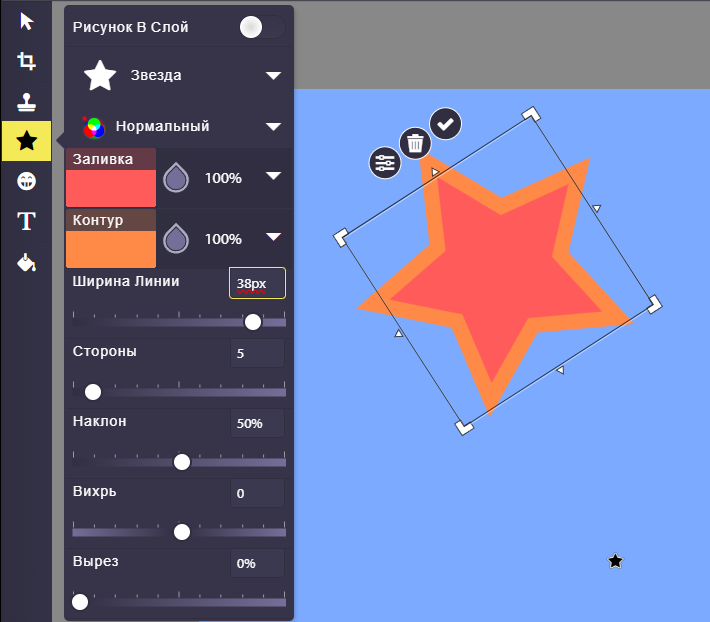 Рисунок В Слой
Звезда
Нормальный
Заливка
100%
Контур
100%
Ширина Линии
38px
Стороны
5
Наклон
50%
Вихрь
0
Вырез
0%
T